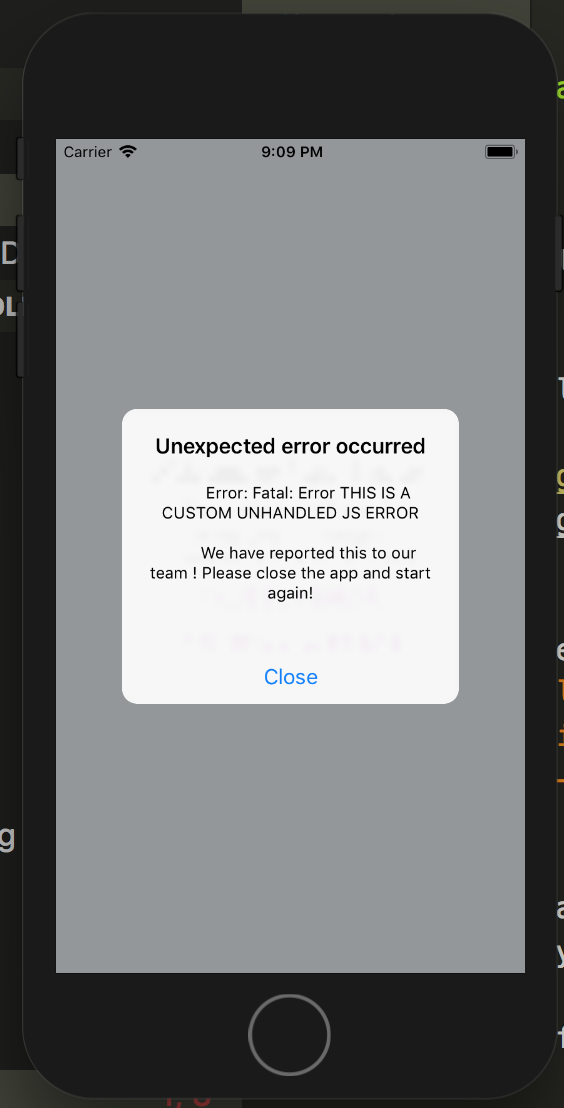 Carrier
9:09 PM
Unexpected error occurred
Error: Fatal: Error THIS IS A
CUSTOM UNHANDLED JS ERROR
We have reported this to our
team ! Please close the app and start
again!
Close